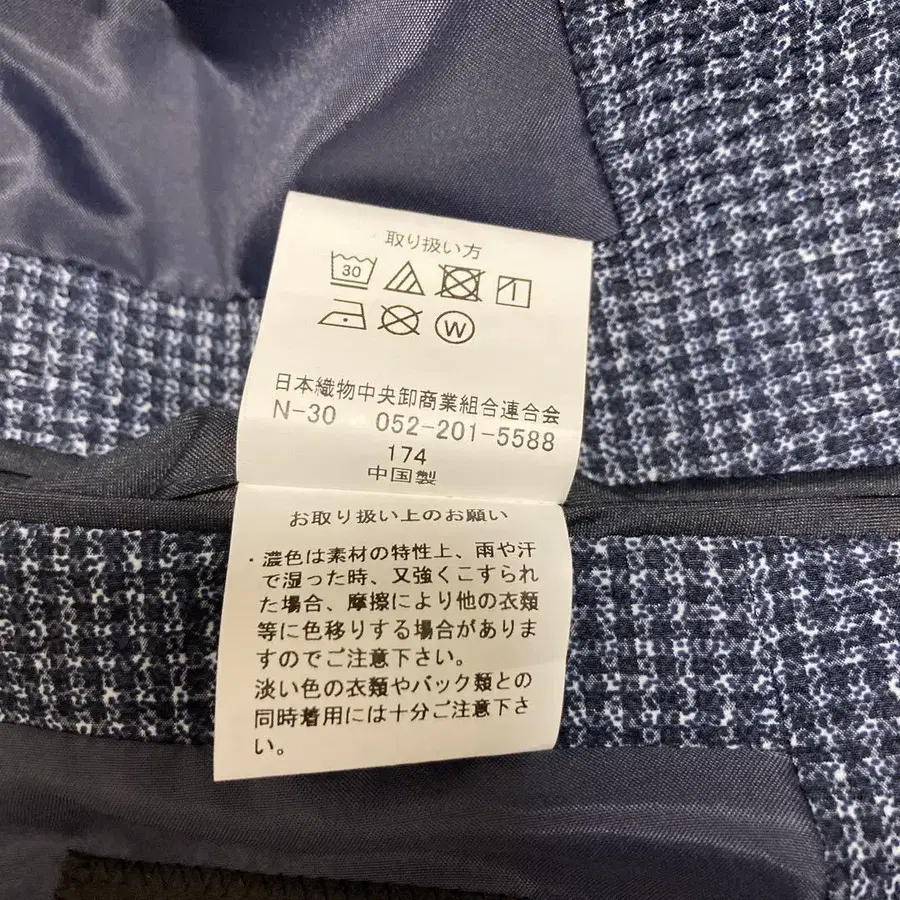 取り扱い方
30
W
日本織物中央卸商業組合連合会
N-30 052-201-5588
174
中国製
お取り扱い上のお願い
・濃色は素材の特性上、雨や汗
で湿った時、又強くこすられ
た場合、摩擦により他の衣類
等に色移りする場合がありま
すのでご注意下さい。
淡い色の衣類やバック類との
同時着用には十分ご注意下さ
い。